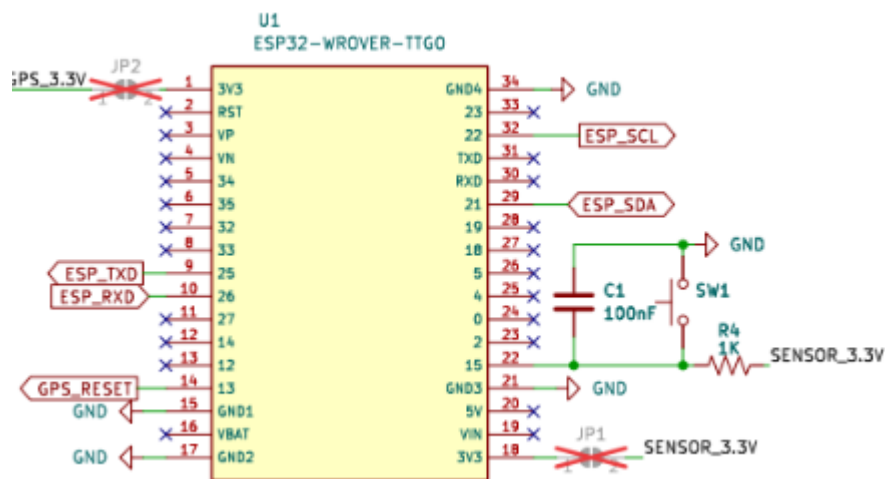 U1
ESP32-WROVER-TTGO
GPS_3.3V
JP2
1 2
1 3V3
2 RST
3 VP
4 VN
5 34
6 35
7 32
8 33
ESP_TXD 9 25
ESP_RXD 10 26
11 27
12 14
13 12
GPS_RESET 14 13
GND 15 GND1
16 VBAT
GND 17 GND2
GND4 34 GND
23 33
22 32 ESP_SCL
TXD 31
RXD 30
21 29 ESP_SDA
19 28
18 27
5 26
4 25
0 24
2 23
15 22
GND3 21 GND
5V 20
VIN 19
3V3 18
GND
C1
100nF
SW1
R4
1K
SENSOR_3.3V
JP1
1 2
SENSOR_3.3V